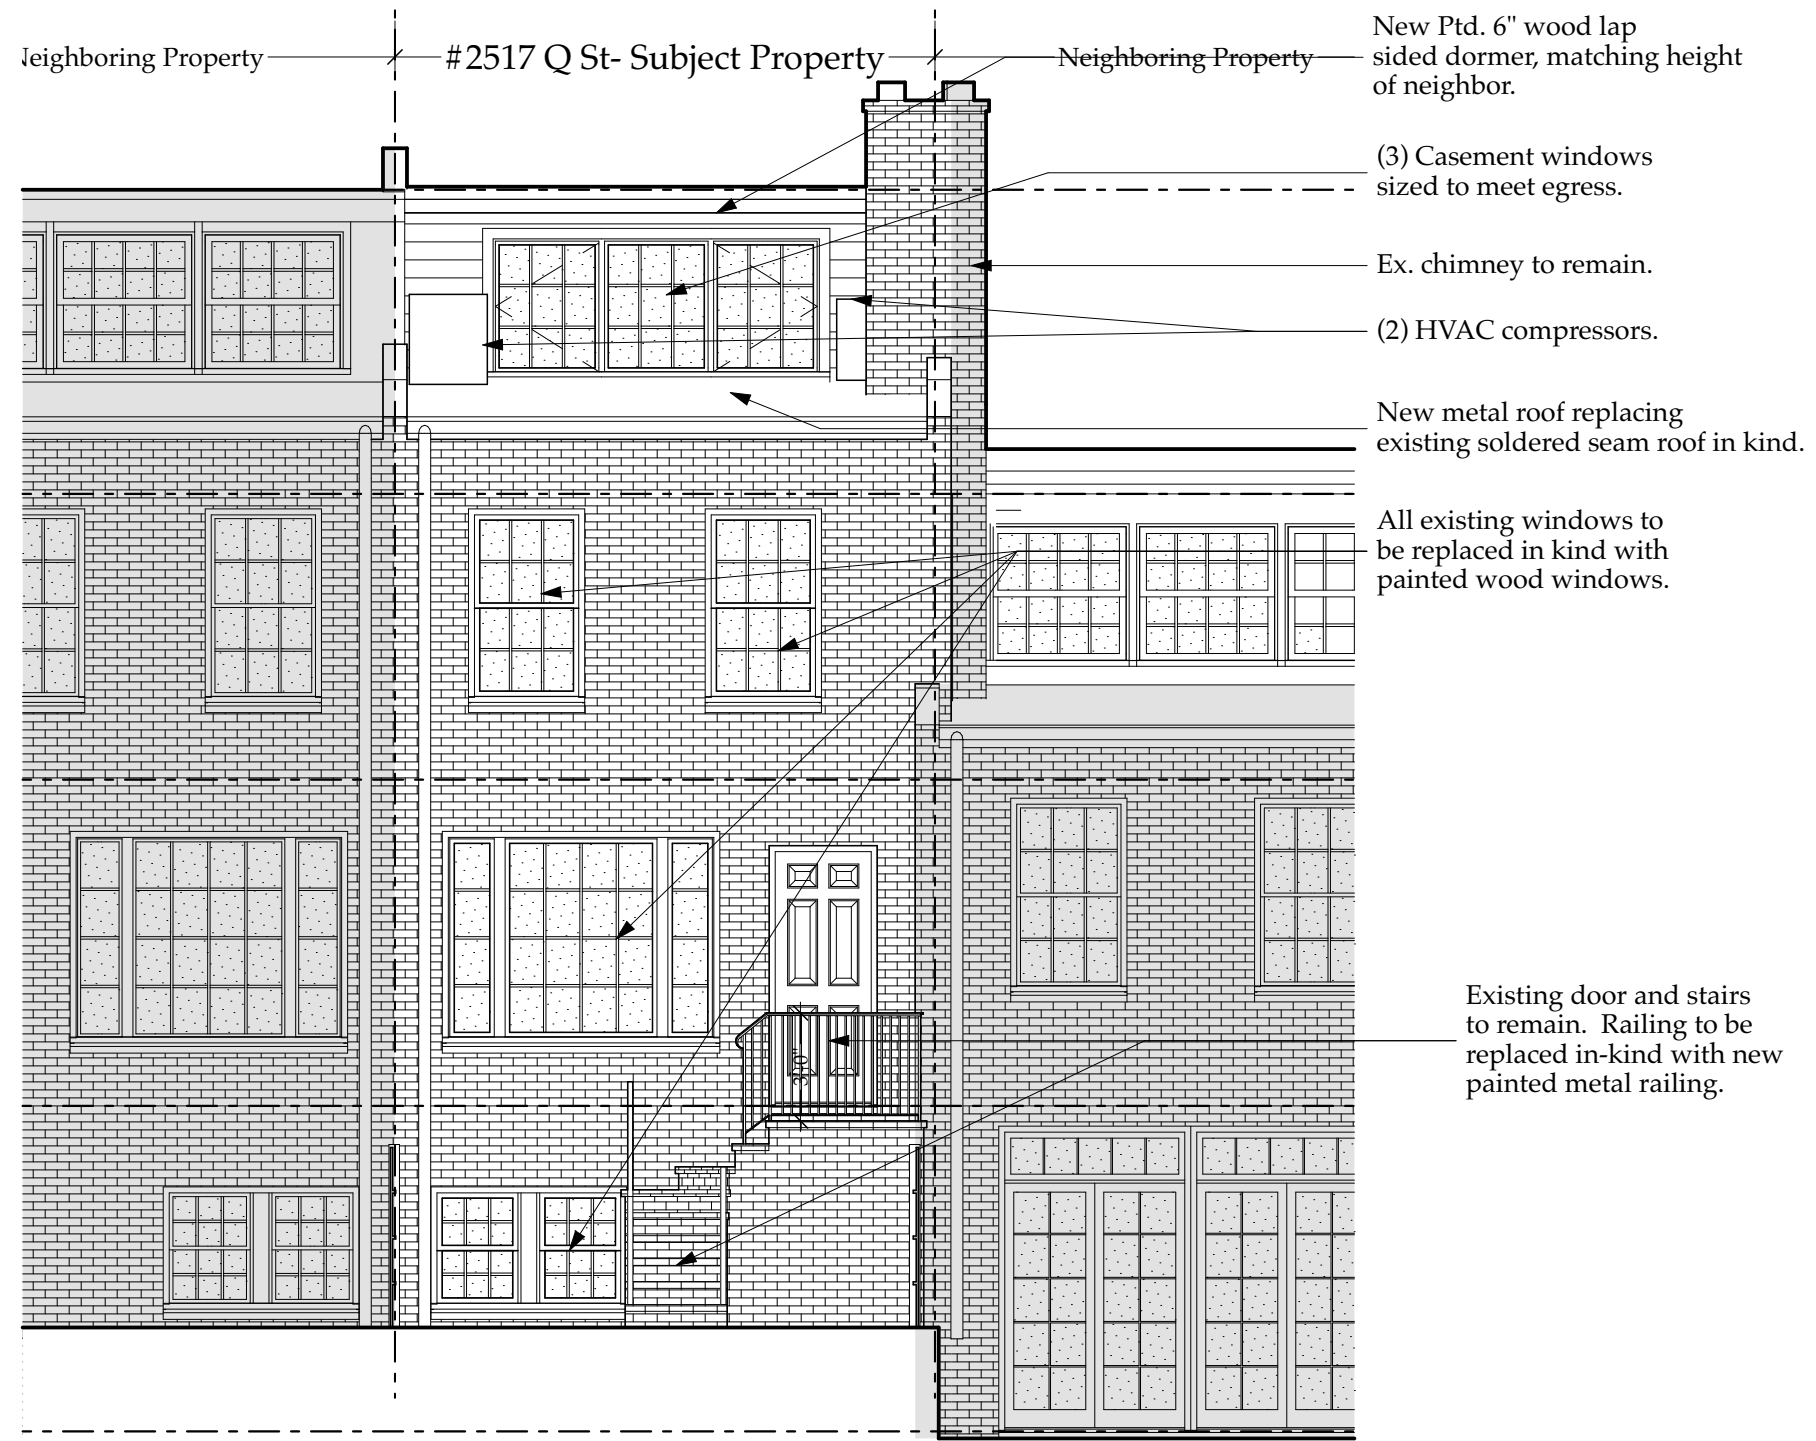 Neighboring Property
#2517 Q St- Subject Property
Neighboring Property
New Ptd. 6" wood lap
sided dormer, matching height
of neighbor.
(3) Casement windows
sized to meet egress.
Ex. chimney to remain.
(2) HVAC compressors.
New metal roof replacing
existing soldered seam roof in kind.
All existing windows to
be replaced in kind with
painted wood windows.
Existing door and stairs
to remain. Railing to be
replaced in-kind with new
painted metal railing.